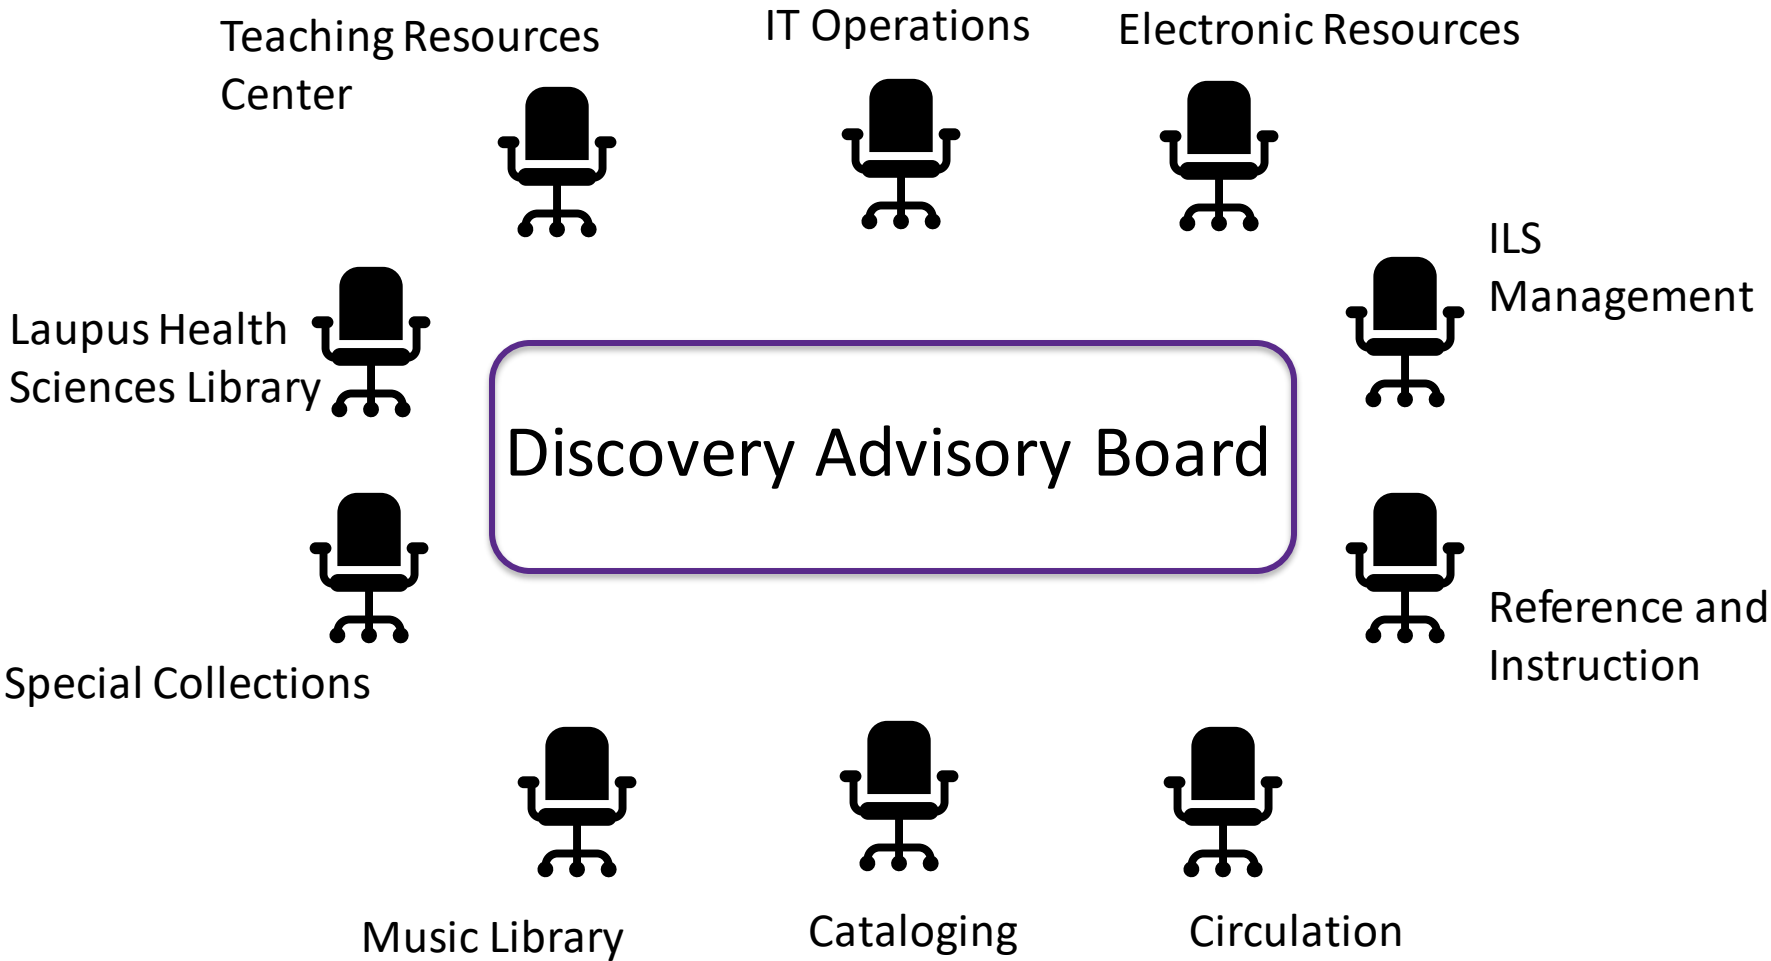 Teaching Resources
Center
IT Operations
Electronic Resources
ILS
Management
Laupus Health
Sciences Library
Discovery Advisory Board
Reference and
Instruction
Special Collections
Music Library
Cataloging
Circulation